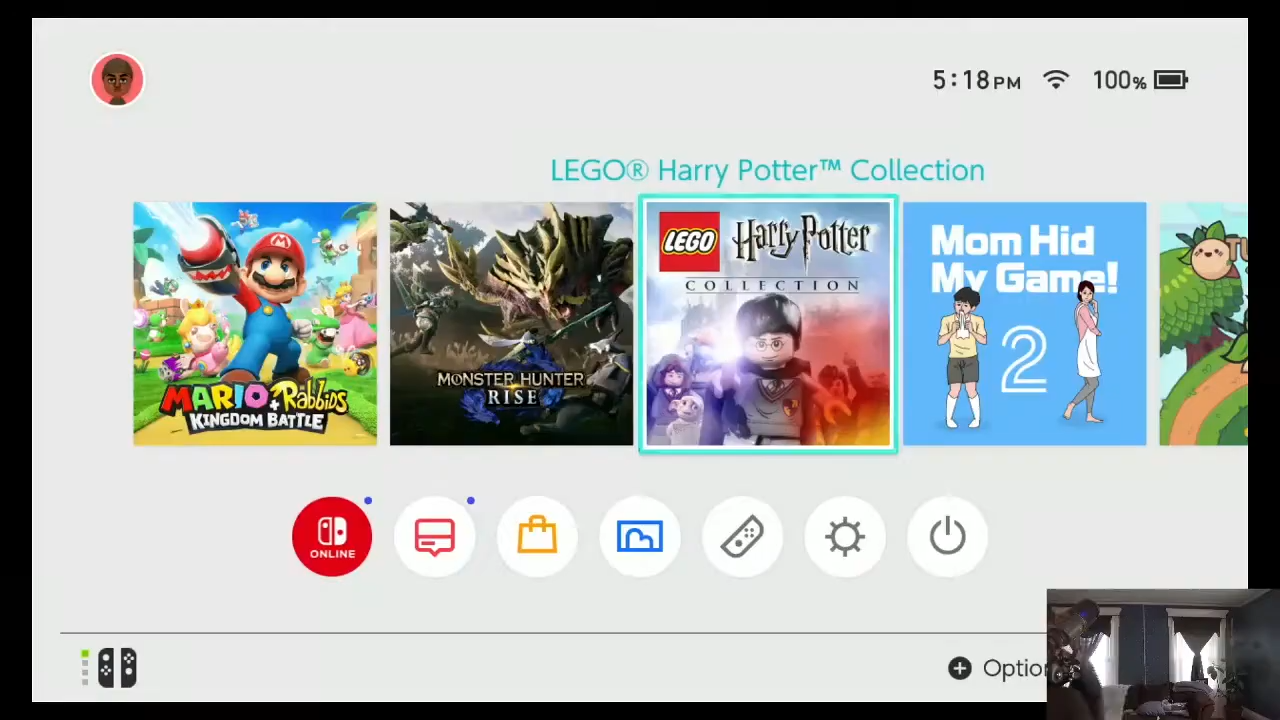 5:18 PM 100%
LEGO® Harry Potter™ Collection
MARIO + Rabbids
KINGDOM BATTLE
MONSTER HUNTER
RISE
LEGO Harry Potter
COLLECTION
Mom Hid
My Game!
2
ONLINE